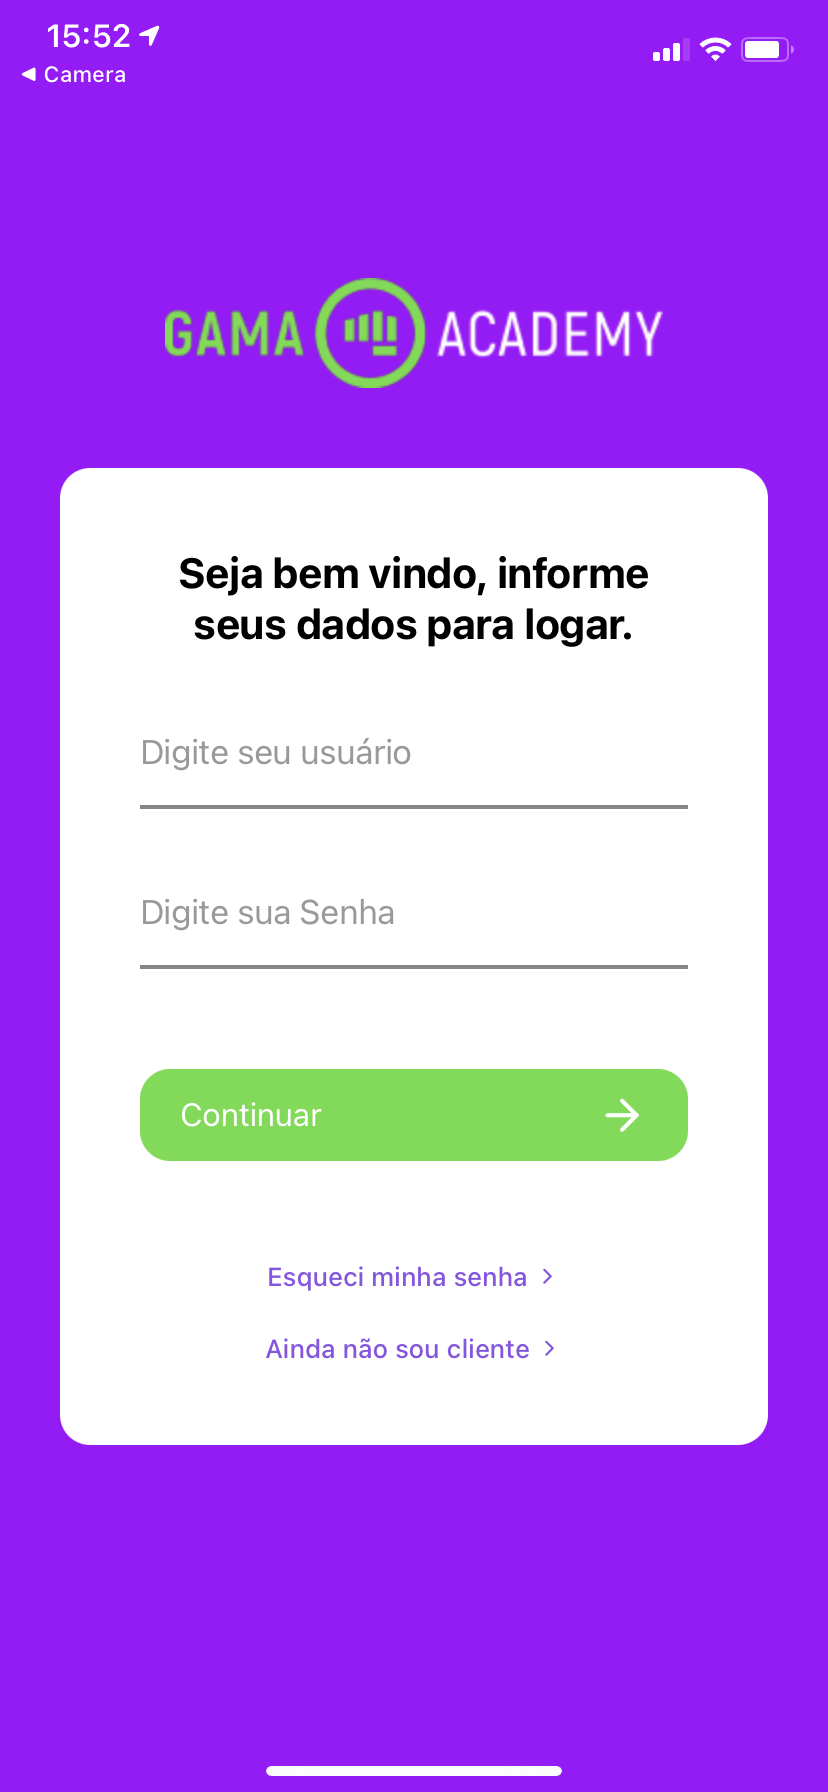 15:52
Camera
GAMA ACADEMY
Seja bem vindo, informe
seus dados para logar.
Digite seu usuário
Digite sua Senha
Continuar
Esqueci minha senha
Ainda não sou cliente